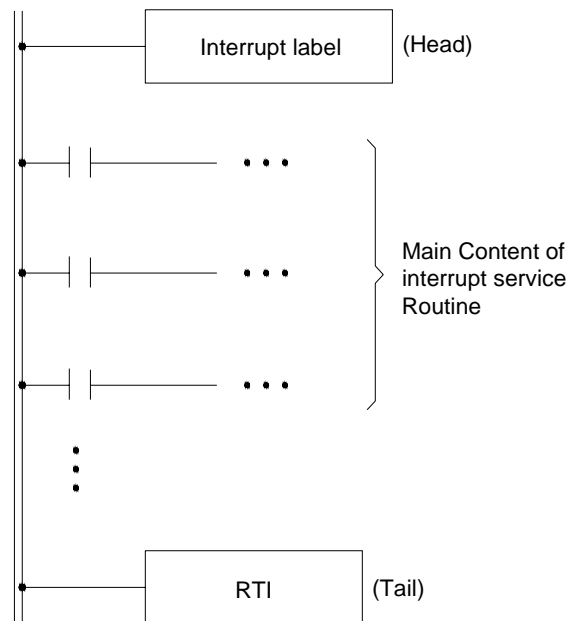 Interrupt label
(Head)
Main Content of
interrupt service
Routine
RTI
(Tail)